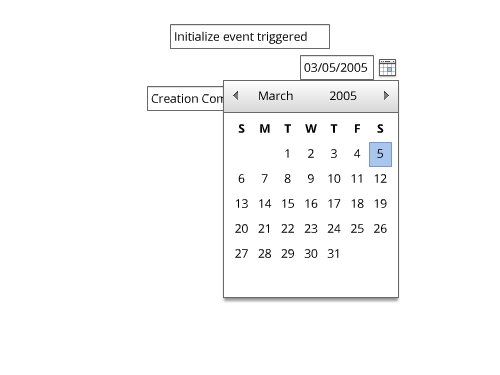 Initialize event triggered
03/05/2005
Creation Com
March 2005
S M T W T F S
1 2 3 4 5
6 7 8 9 10 11 12
13 14 15 16 17 18 19
20 21 22 23 24 25 26
27 28 29 30 31